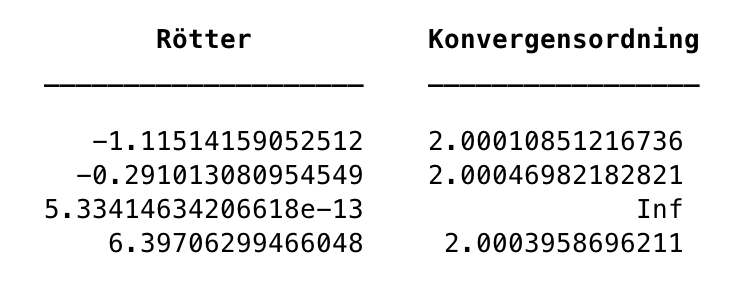 Rötter Konvergensordning
-1.11514159052512 2.00010851216736
-0.291013080954549 2.00046982182821
5.33414634206618e-13 Inf
6.39706299466048 2.0003958696211